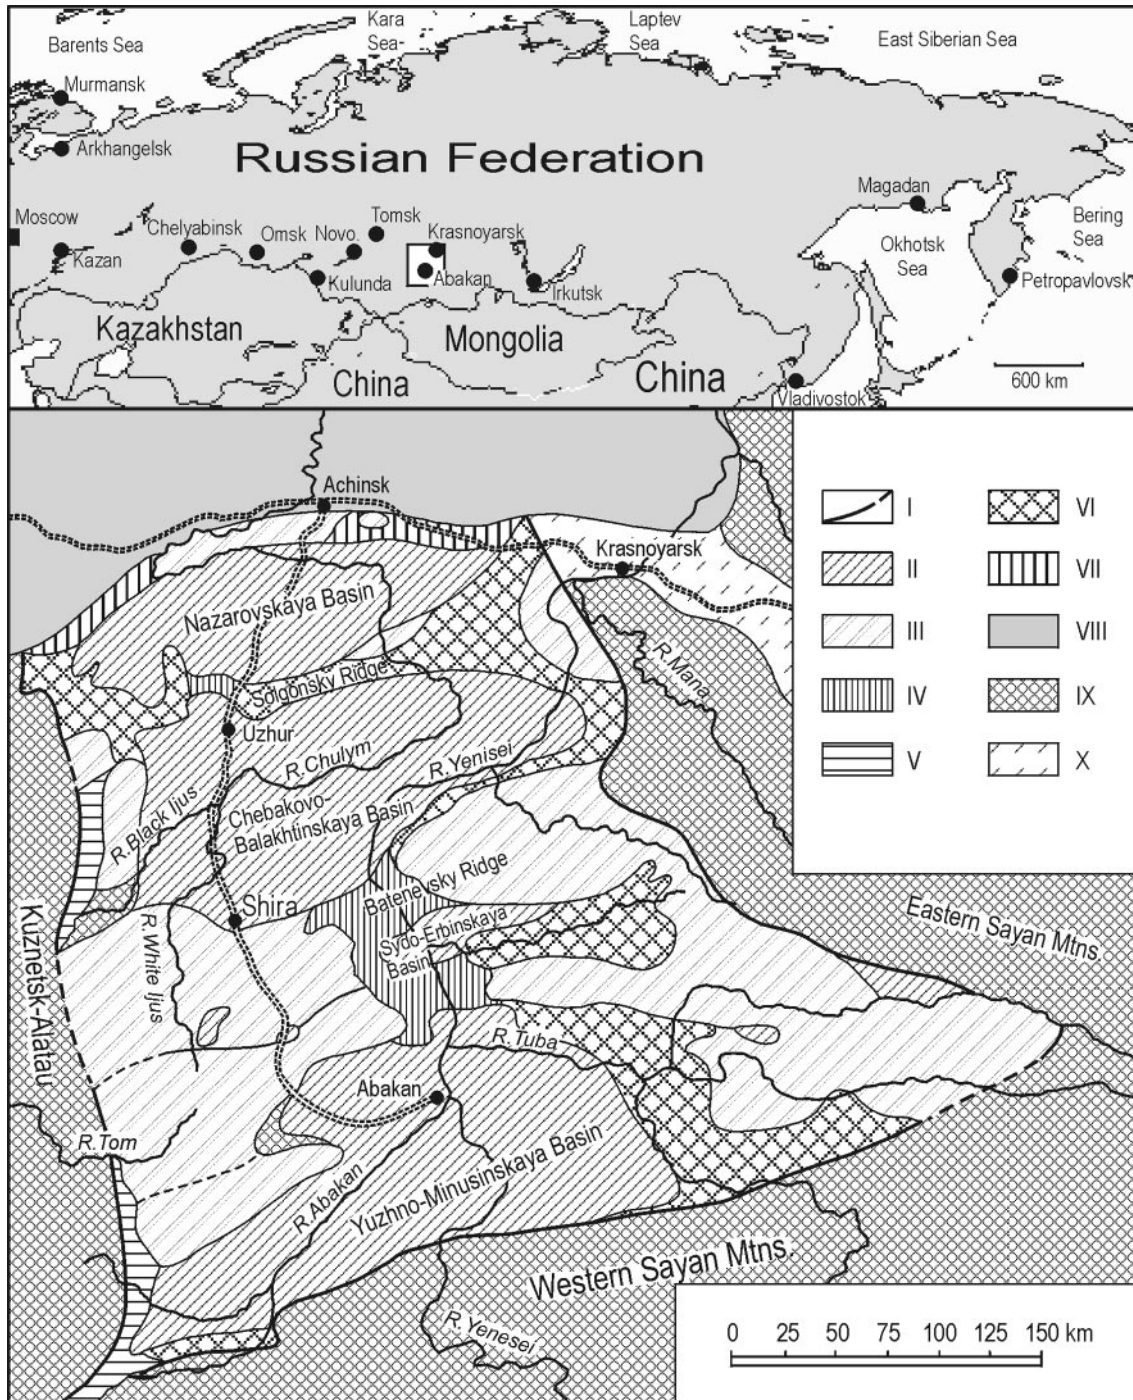 Barents Sea
Kara
Sea-
Laptev
Sea
East Siberian Sea
Murmansk
Arkhangelsk
Russian Federation
Magadan
Moscow
Kazan
Chelyabinsk
Omsk
Novo.
Tomsk
Krasnoyarsk
Abakan
Kulunda
Irkutsk
Okhotsk
Sea
Bering
Sea
Petropavlovsk
Kazakhstan
Mongolia
China
China
Vladivostok
600 km
Achinsk
Krasnoyarsk
Nazarovskaya Basin
R.Mana
Solgonsky Ridge
Uzhur
R.Chulym
R.Yenisei
R.Black Ijus
Chebakovo-
Balakhtinskaya Basin
Shira
Batenevsky Ridge
Sydo-Erbinskaya
Basin
R.White Ijus
Kuznetsk-Alatau
Eastern Sayan Mtns.
R.Tuba
Abakan
R.Tom
R.Abakan
Yuzhno-Minusinskaya Basin
Western Sayan Mtns.
R.Yenesei
I
II
III
IV
V
VI
VII
VIII
IX
X
0 25 50 75 100 125 150 km